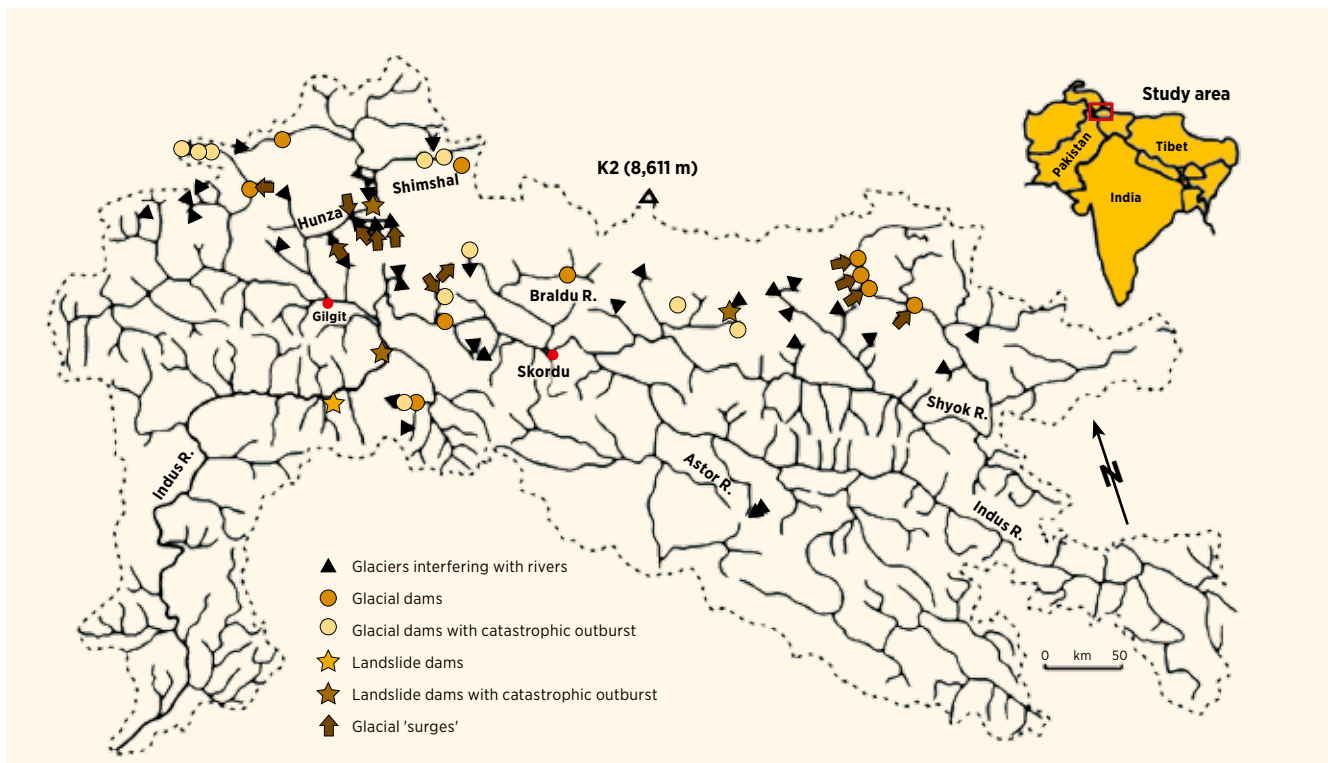 Study area
Pakistan
Tibet
India
K2 (8,611 m)
Shimshal
Hunza
Gilgit
Braldu R.
Skordu
Shyok R.
Indus R.
Astor R.
Indus R.
N
Glaciers interfering with rivers
Glacial dams
Glacial dams with catastrophic outburst
Landslide dams
Landslide dams with catastrophic outburst
Glacial 'surges'
0 km 50